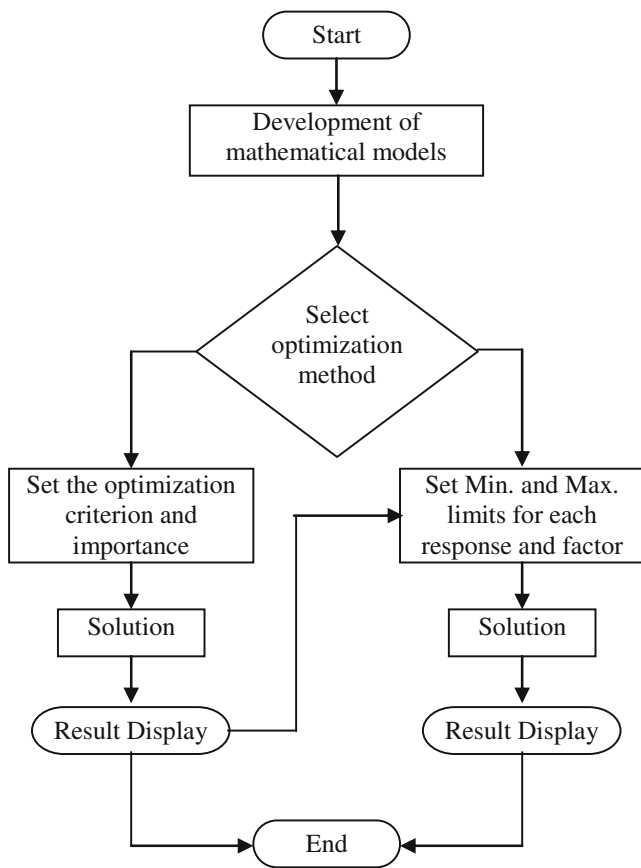 Start
Development of
mathematical models
Select
optimization
method
Set the optimization
criterion and
importance
Set Min. and Max.
limits for each
response and factor
Solution
Solution
Result Display
Result Display
End